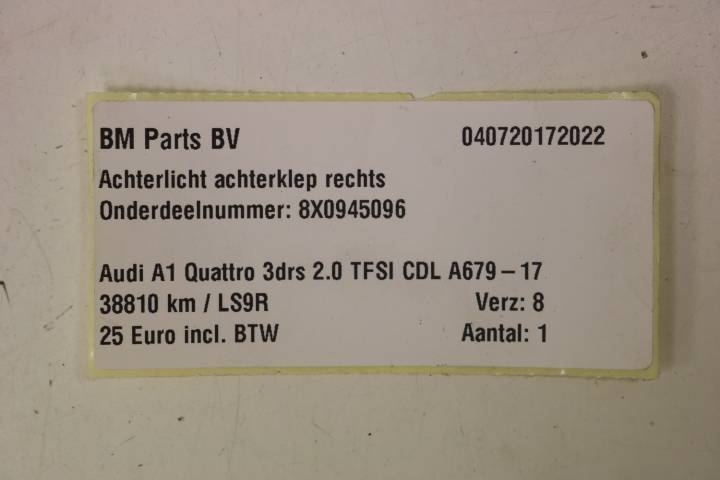 BM Parts BV 040720172022
Achterlicht achterklep rechts
Onderdeelnummer: 8X0945096
Audi A1 Quattro 3drs 2.0 TFSI CDL A679 – 17
38810 km / LS9R Verz: 8
25 Euro incl. BTW Aantal: 1